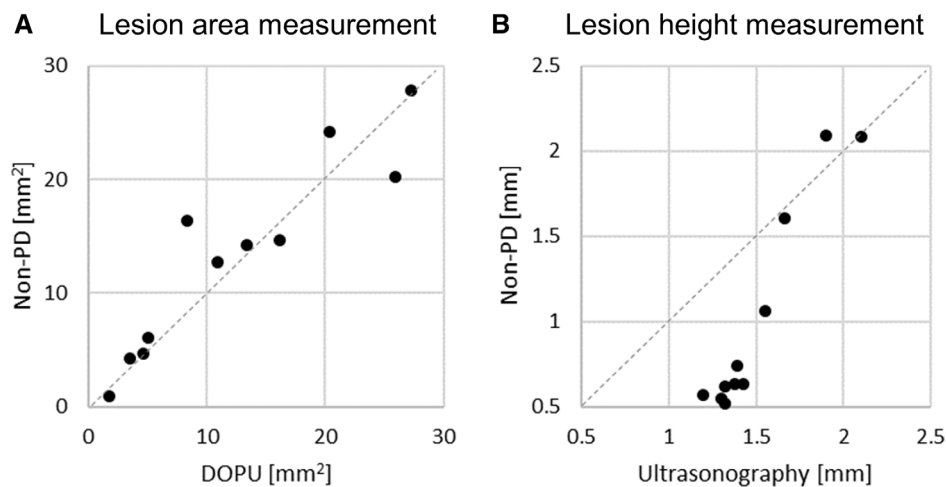 A Lesion area measurement
Non-PD [mm²]
30
20
10
0
0 10 20 30
DOPU [mm²]
B Lesion height measurement
Non-PD [mm]
2.5
2
1.5
1
0.5
0.5 1 1.5 2 2.5
Ultrasonography [mm]